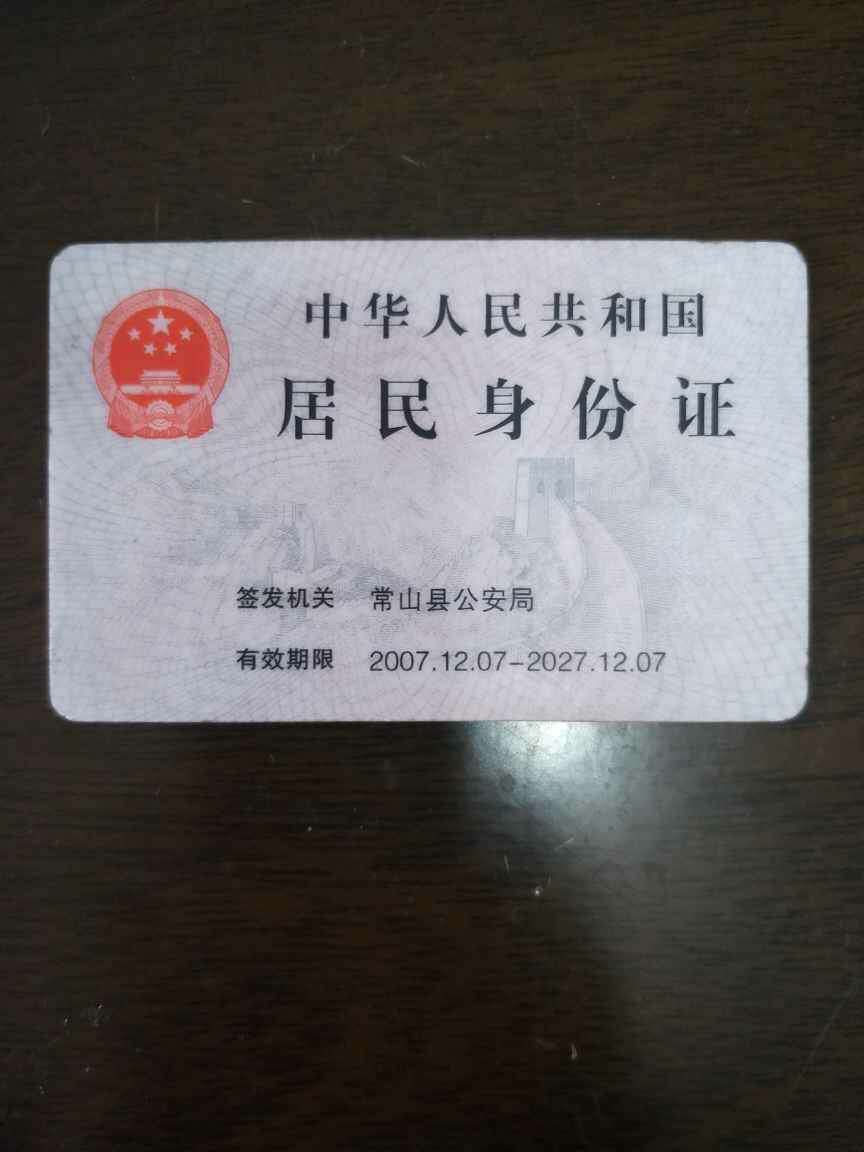 中华人民共和国
居民身份证
签发机关 常山县公安局
有效期限 2007.12.07-2027.12.07